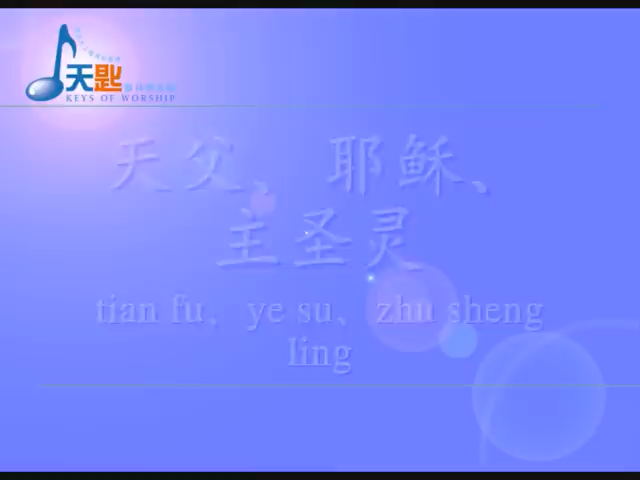 天匙
KEYS OF WORSHIP
天父、耶稣、
主圣灵
tian fu、ye su、zhu sheng
ling